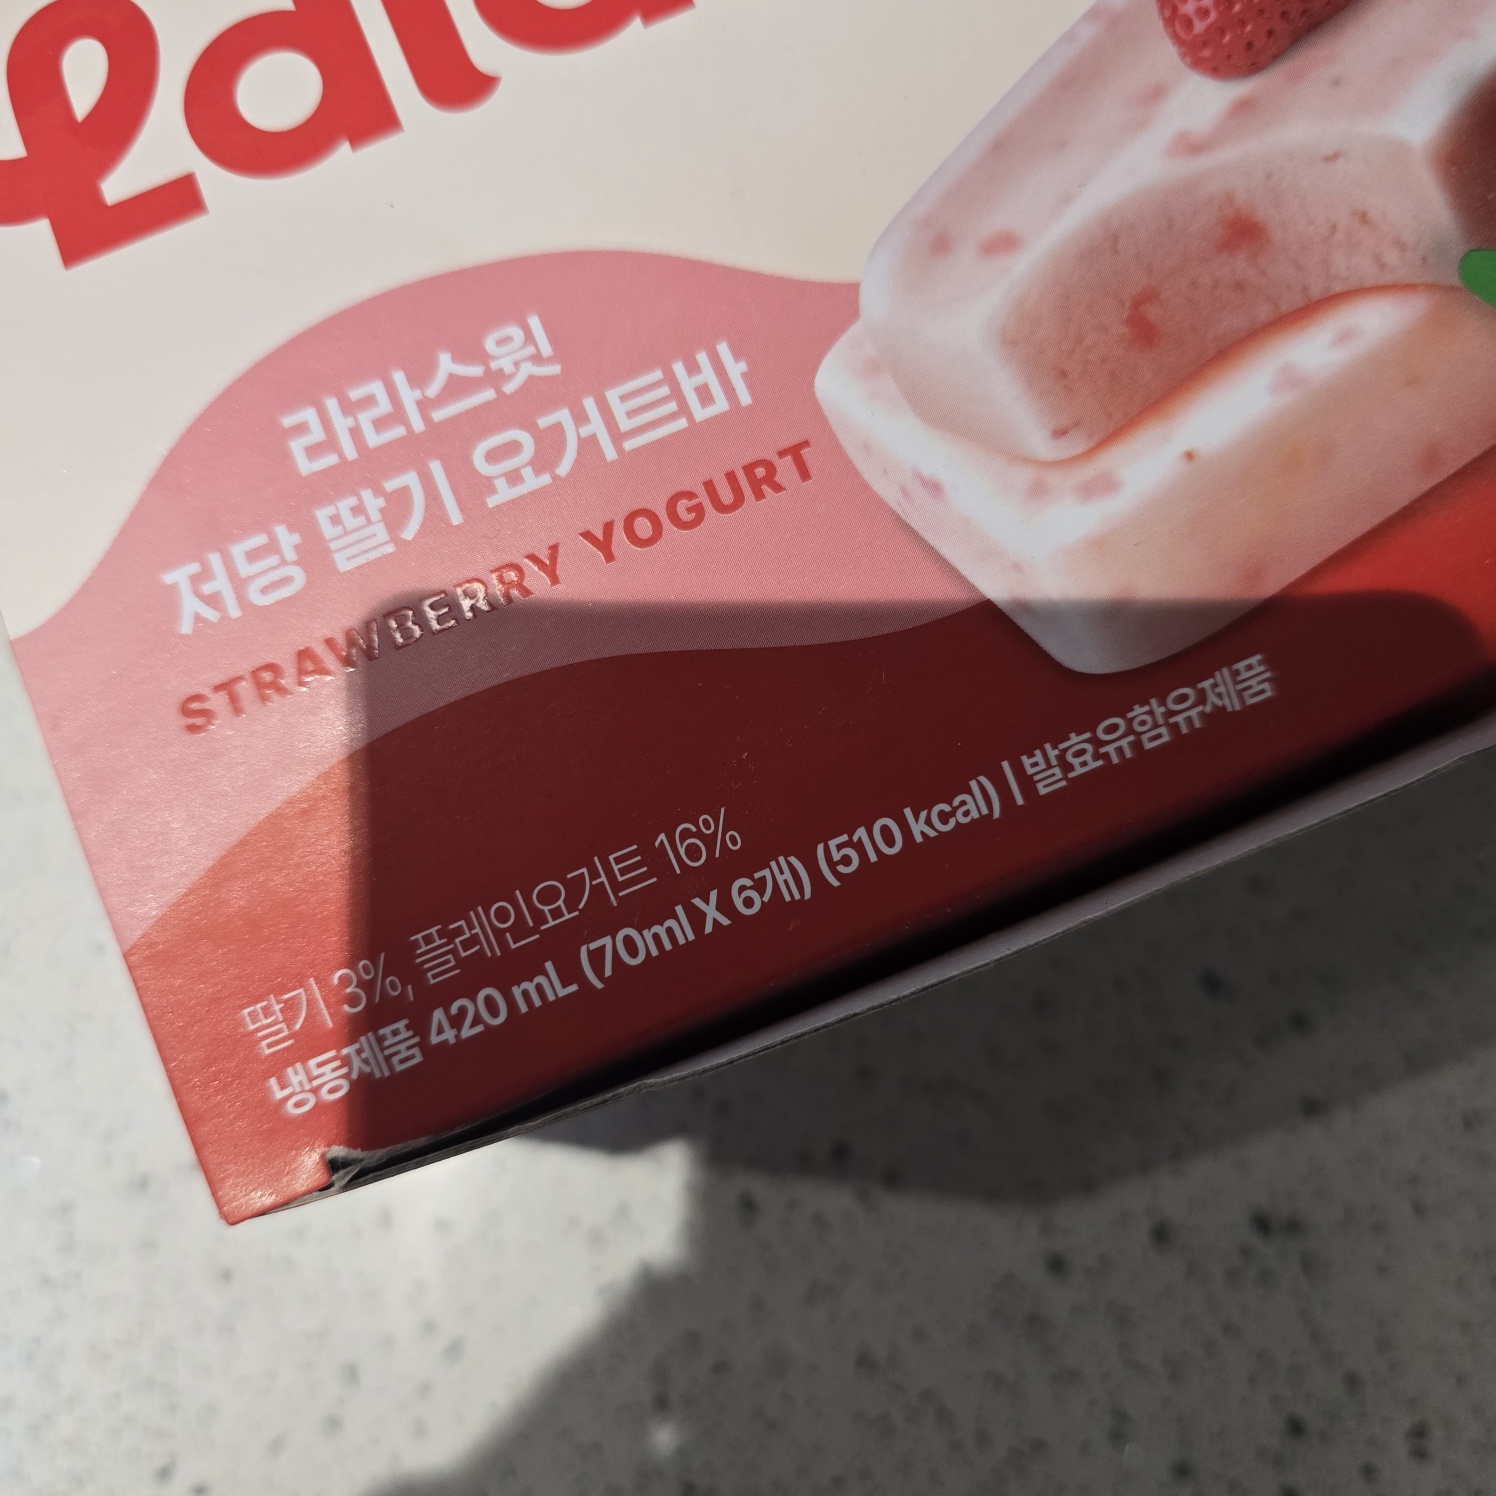 라라스윗
저당 딸기 요거트바
STRAWBERRY YOGURT
딸기 3%, 플레인요거트 16%
냉동제품 420 mL (70ml X 6개) (510 kcal) | 발효유함유제품